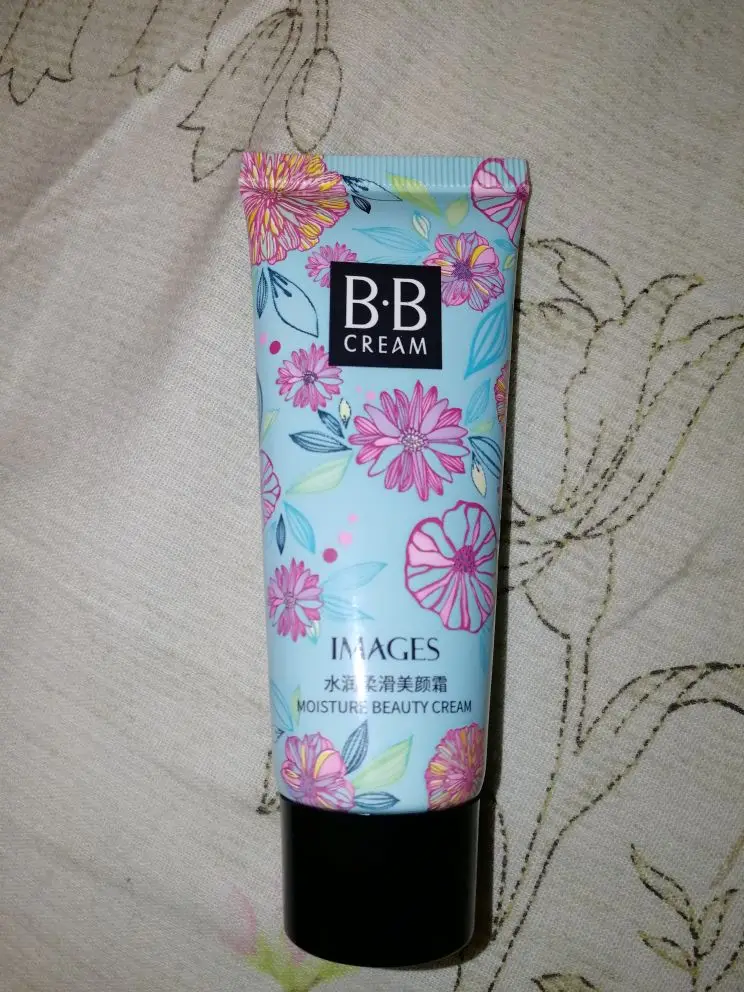 B·B
CREAM
IMAGES
水润柔滑美颜霜
MOISTURE BEAUTY CREAM